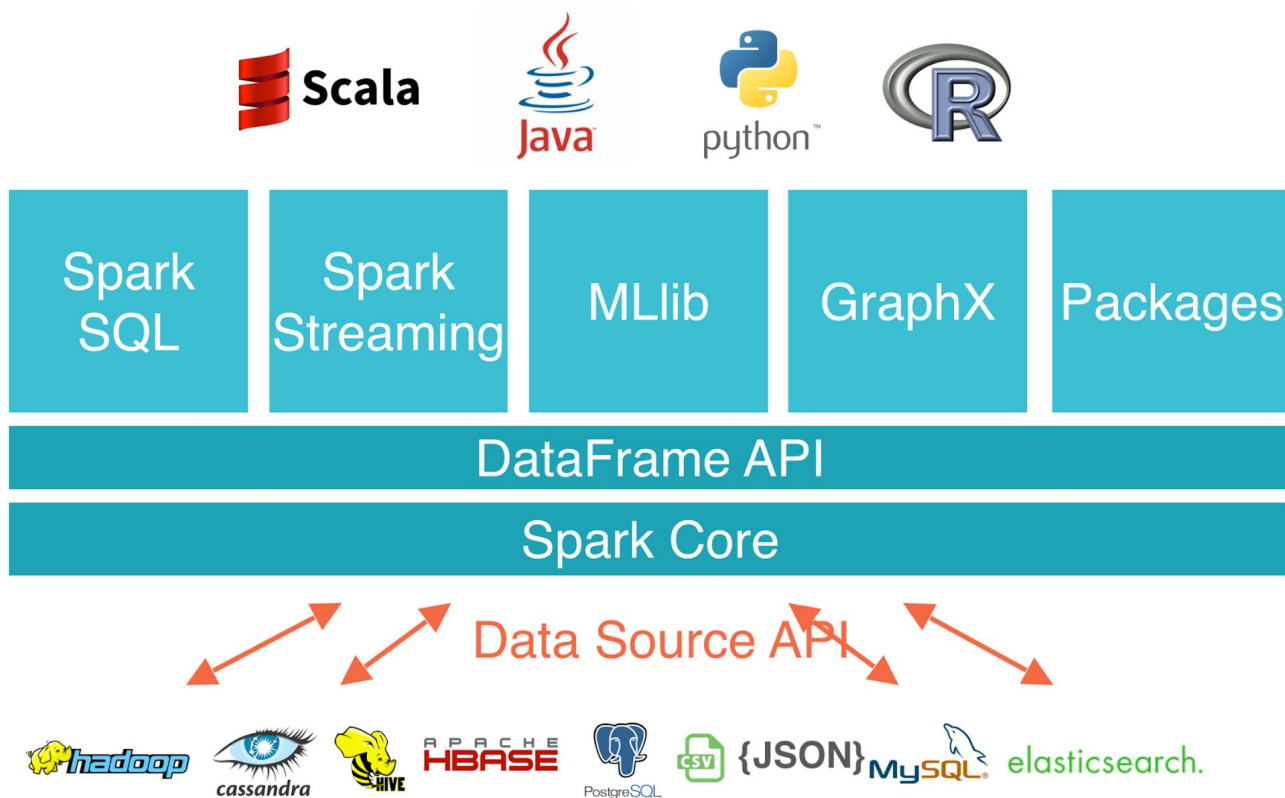 Scala
Java™
python™
R
Spark
SQL
Spark
Streaming
MLlib
GraphX
Packages
DataFrame API
Spark Core
Data Source API
hadoop
cassandra
HIVE
APACHE
HBASE
PostgreSQL
CSV
{JSON}
MySQL®
elasticsearch.